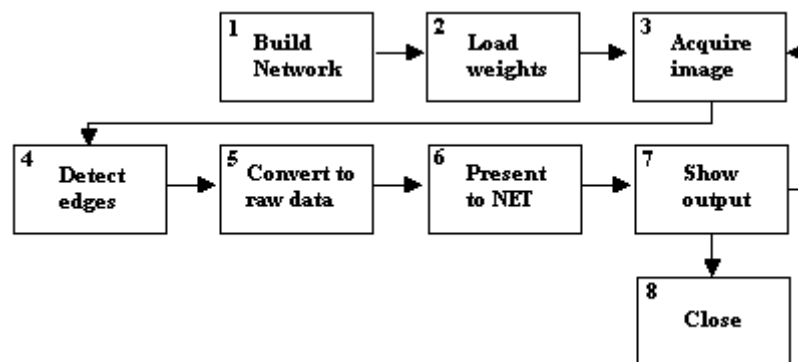 1
Build
Network
2
Load
weights
3
Acquire
image
4
Detect
edges
5
Convert to
raw data
6
Present
to NET
7
Show
output
8
Close